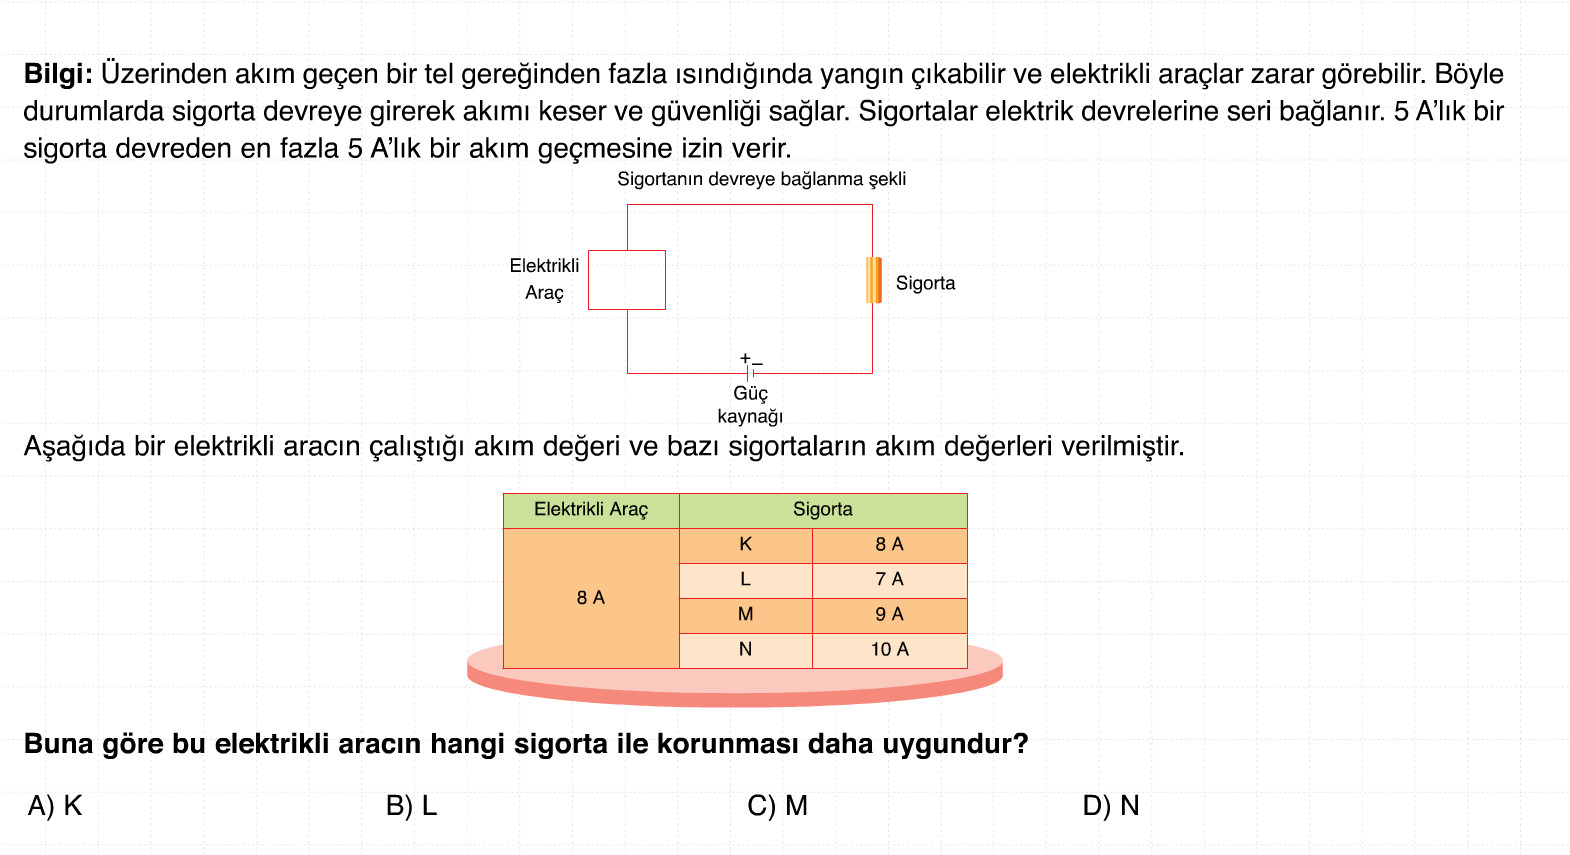 Bilgi: Üzerinden akım geçen bir tel gereğinden fazla ısındığında yangın çıkabilir ve elektrikli araçlar zarar görebilir. Böyle
durumlarda sigorta devreye girerek akımı keser ve güvenliği sağlar. Sigortalar elektrik devrelerine seri bağlanır. 5 A’lık bir
sigorta devreden en fazla 5 A’lık bir akım geçmesine izin verir.
Sigortanın devreye bağlanma şekli
Elektrikli
Araç
Sigorta
+ –
Güç
kaynağı
Aşağıda bir elektrikli aracın çalıştığı akım değeri ve bazı sigortaların akım değerleri verilmiştir.
Elektrikli Araç Sigorta
8 A
K 8 A
L 7 A
M 9 A
N 10 A
Buna göre bu elektrikli aracın hangi sigorta ile korunması daha uygundur?
A) K B) L C) M D) N